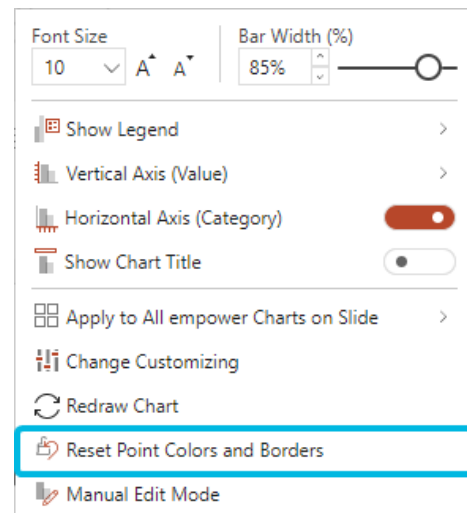 Font Size
Bar Width (%)
10
A A
85%
Show Legend
Vertical Axis (Value)
Horizontal Axis (Category)
Show Chart Title
Apply to All empower Charts on Slide
Change Customizing
Redraw Chart
Reset Point Colors and Borders
Manual Edit Mode